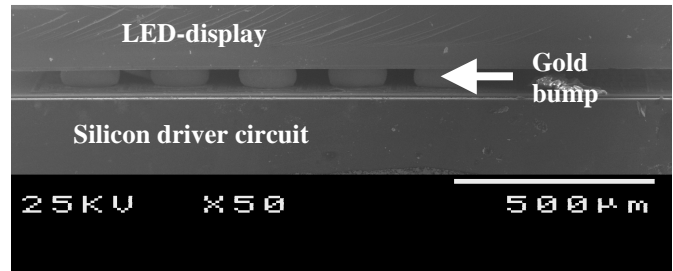 LED-display
Gold
bump
Silicon driver circuit
25KV X50 500µm